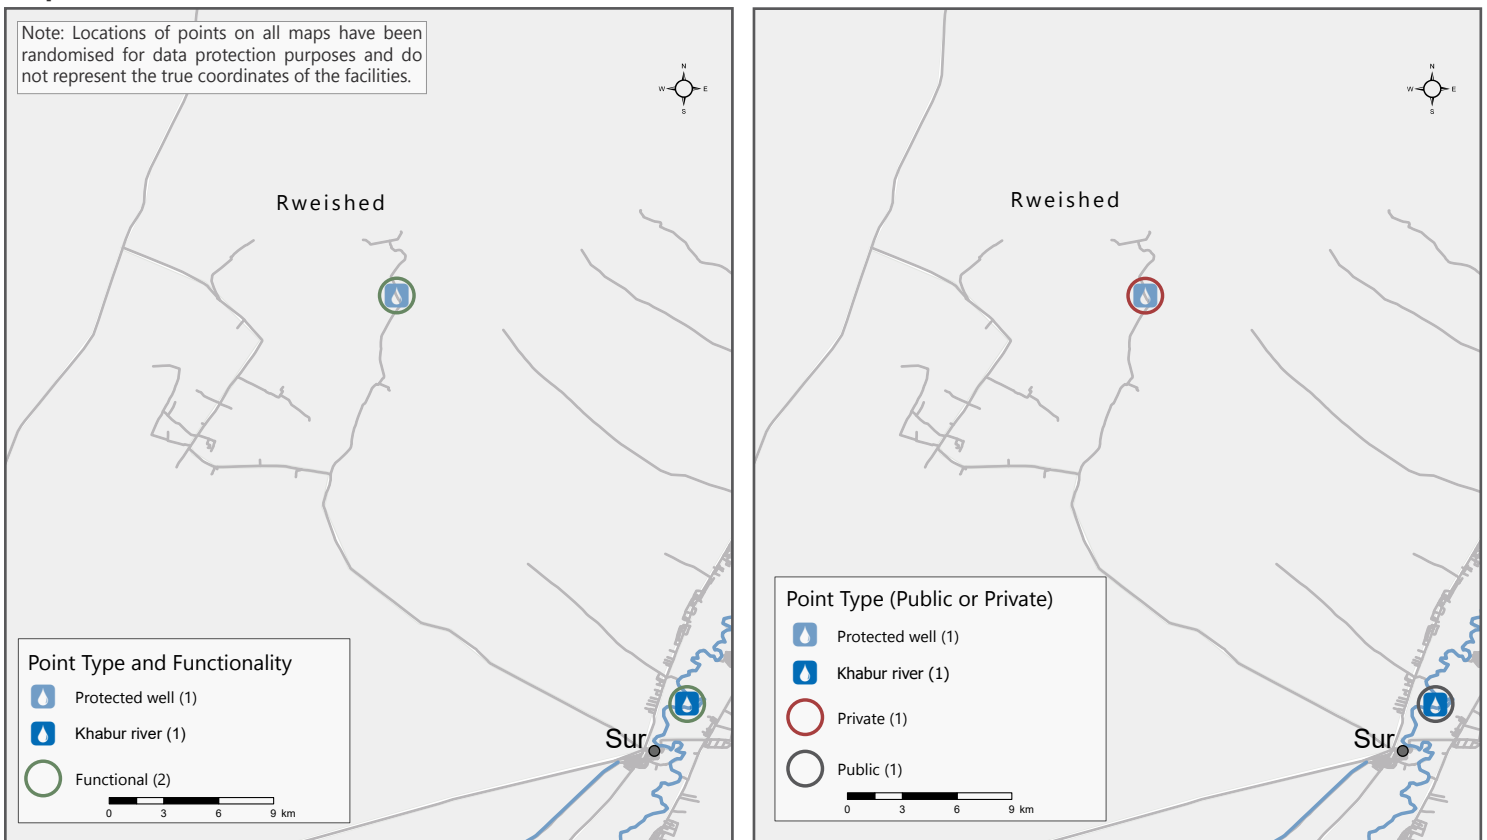 Note: Locations of points on all maps have been
randomised for data protection purposes and do
not represent the true coordinates of the facilities.
N
W E
S
Rweished
Sur
Point Type and Functionality
Protected well (1)
Khabur river (1)
Functional (2)
0 3 6 9 km
N
W E
S
Rweished
Sur
Point Type (Public or Private)
Protected well (1)
Khabur river (1)
Private (1)
Public (1)
0 3 6 9 km